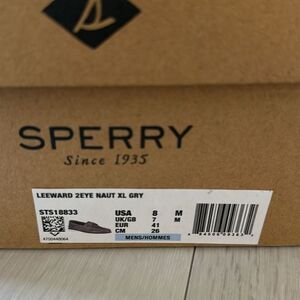 SPERRY
Since 1935
LEEWARD 2EYE NAUT XL GRY
STS18833
USA 8 M
UK/GB 7 M
EUR 41
CM 26
MENS/HOMMES
4700448064